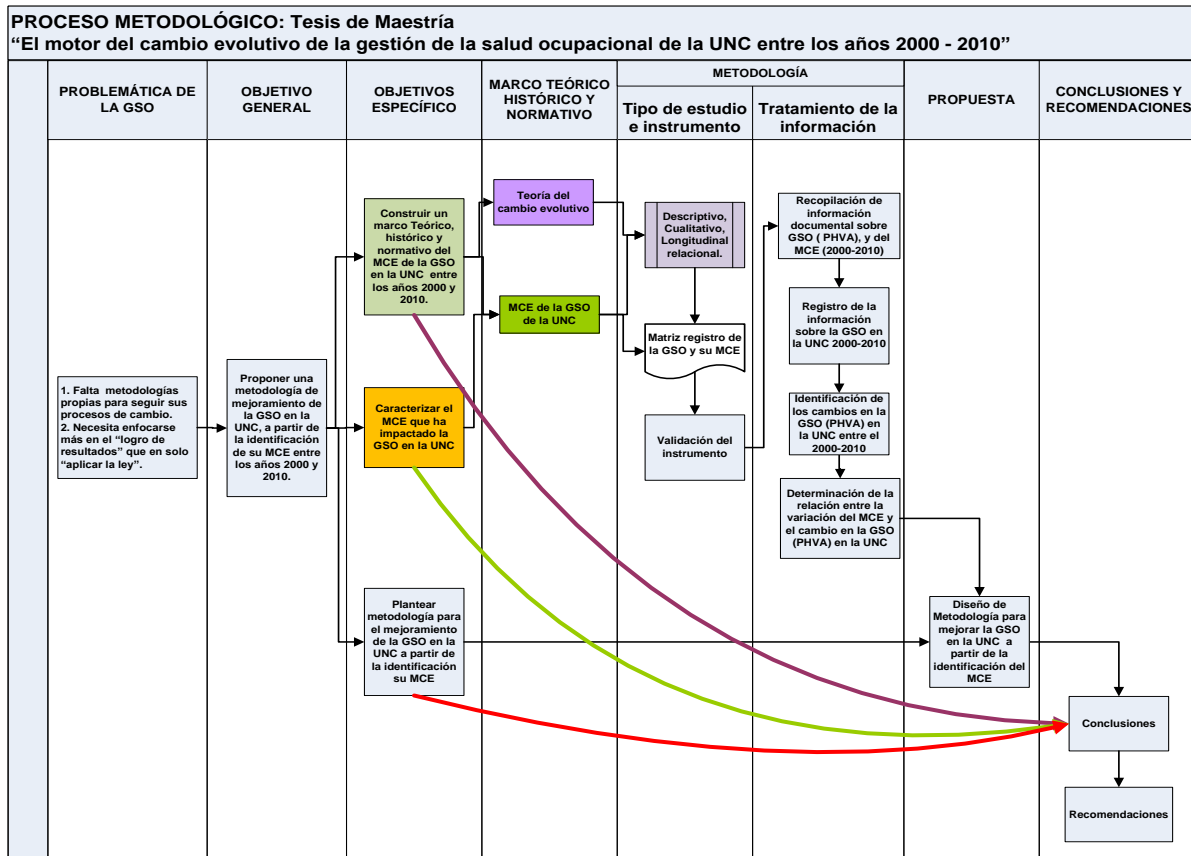 PROCESO METODOLÓGICO: Tesis de Maestría
“El motor del cambio evolutivo de la gestión de la salud ocupacional de la UNC entre los años 2000 - 2010”
PROBLEMÁTICA DE
LA GSO
OBJETIVO
GENERAL
OBJETIVOS
ESPECÍFICO
MARCO TEÓRICO
HISTÓRICO Y
NORMATIVO
METODOLOGÍA
Tipo de estudio
e instrumento
Tratamiento de la
información
PROPUESTA
CONCLUSIONES Y
RECOMENDACIONES
1. Falta metodologías
propias para seguir sus
procesos de cambio.
2. Necesita enfocarse
más en el “logro de
resultados” que en solo
“aplicar la ley”.
Proponer una
metodología de
mejoramiento de
la GSO en la
UNC, a partir de
la identificación
de su MCE entre
los años 2000 y
2010.
Construir un
marco Teórico,
histórico y
normativo del
MCE de la GSO
en la UNC entre
los años 2000 y
2010.
Caracterizar el
MCE que ha
impactado la
GSO en la UNC
Plantear
metodología para
el mejoramiento
de la GSO en la
UNC a partir de
la identificación
su MCE
Teoría del
cambio evolutivo
MCE de la GSO
de la UNC
Descriptivo,
Cualitativo,
Longitudinal
relacional.
Matriz registro de
la GSO y su MCE
Validación del
instrumento
Recopilación de
información
documental sobre
GSO ( PHVA), y del
MCE (2000-2010)
Registro de la
información
sobre la GSO en
la UNC 2000-2010
Identificación de
los cambios en la
GSO (PHVA) en
la UNC entre el
2000-2010
Determinación de la
relación entre la
variación del MCE y
el cambio en la GSO
(PHVA) en la UNC
Diseño de
Metodología para
mejorar la GSO
en la UNC a
partir de la
identificación del
MCE
Conclusiones
Recomendaciones